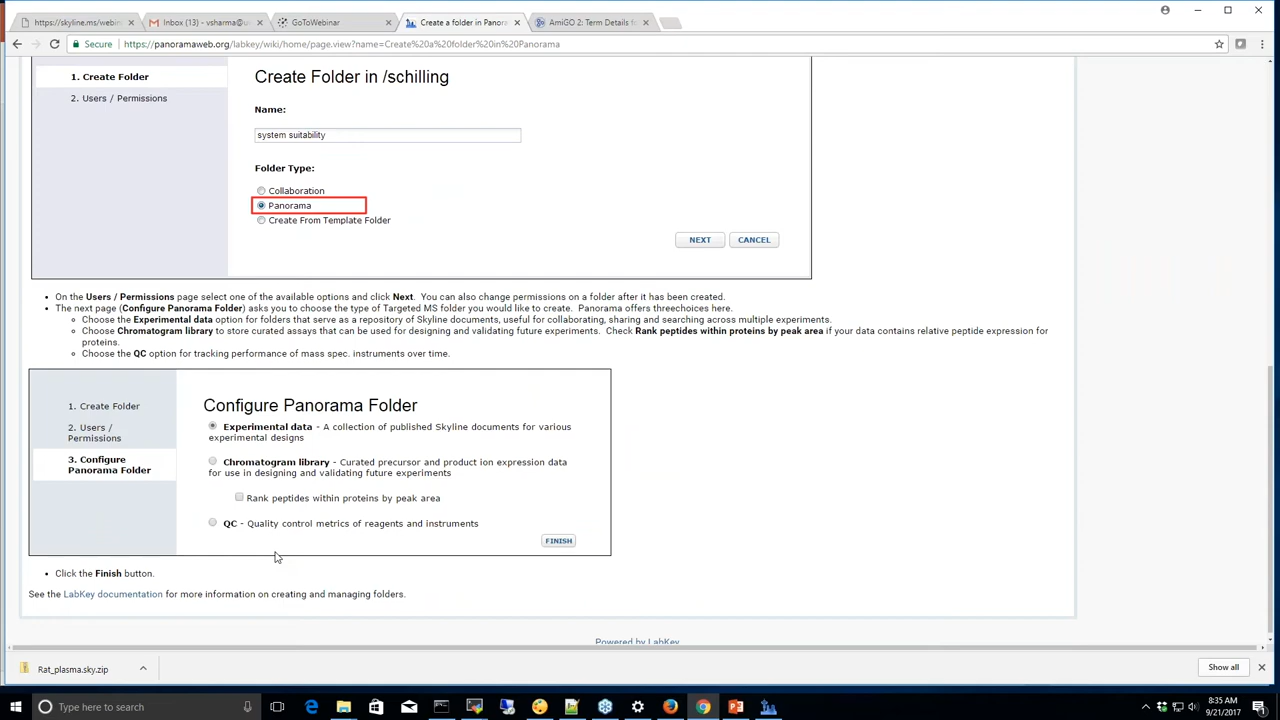 https://skyline.ms/webin
Inbox (13) - vsharma@u
GoToWebinar
Create a folder in Panora
AmiGO 2: Term Details fo
Secure
https://panoramaweb.org/labkey/wiki/home/page.view?name=Create%20a%20folder%20in%20Panorama
1. Create Folder
2. Users / Permissions
Create Folder in /schilling
Name:
system suitability
Folder Type:
Collaboration
Panorama
Create From Template Folder
NEXT
CANCEL
On the Users / Permissions page select one of the available options and click Next. You can also change permissions on a folder after it has been created.
The next page (Configure Panorama Folder) asks you to choose the type of Targeted MS folder you would like to create. Panorama offers threechoices here.
Choose the Experimental data option for folders that serve as a repository of Skyline documents, useful for collaborating, sharing and searching across multiple experiments.
Choose Chromatogram library to store curated assays that can be used for designing and validating future experiments. Check Rank peptides within proteins by peak area if your data contains relative peptide expression for
proteins.
Choose the QC option for tracking performance of mass spec. instruments over time.
1. Create Folder
2. Users /
Permissions
3. Configure
Panorama Folder
Configure Panorama Folder
Experimental data - A collection of published Skyline documents for various
experimental designs
Chromatogram library - Curated precursor and product ion expression data
for use in designing and validating future experiments
Rank peptides within proteins by peak area
QC - Quality control metrics of reagents and instruments
FINISH
Click the Finish button.
See the LabKey documentation for more information on creating and managing folders.
Powered by LabKey
Rat_plasma.sky.zip
Show all
Type here to search
8:35 AM
9/21/2017